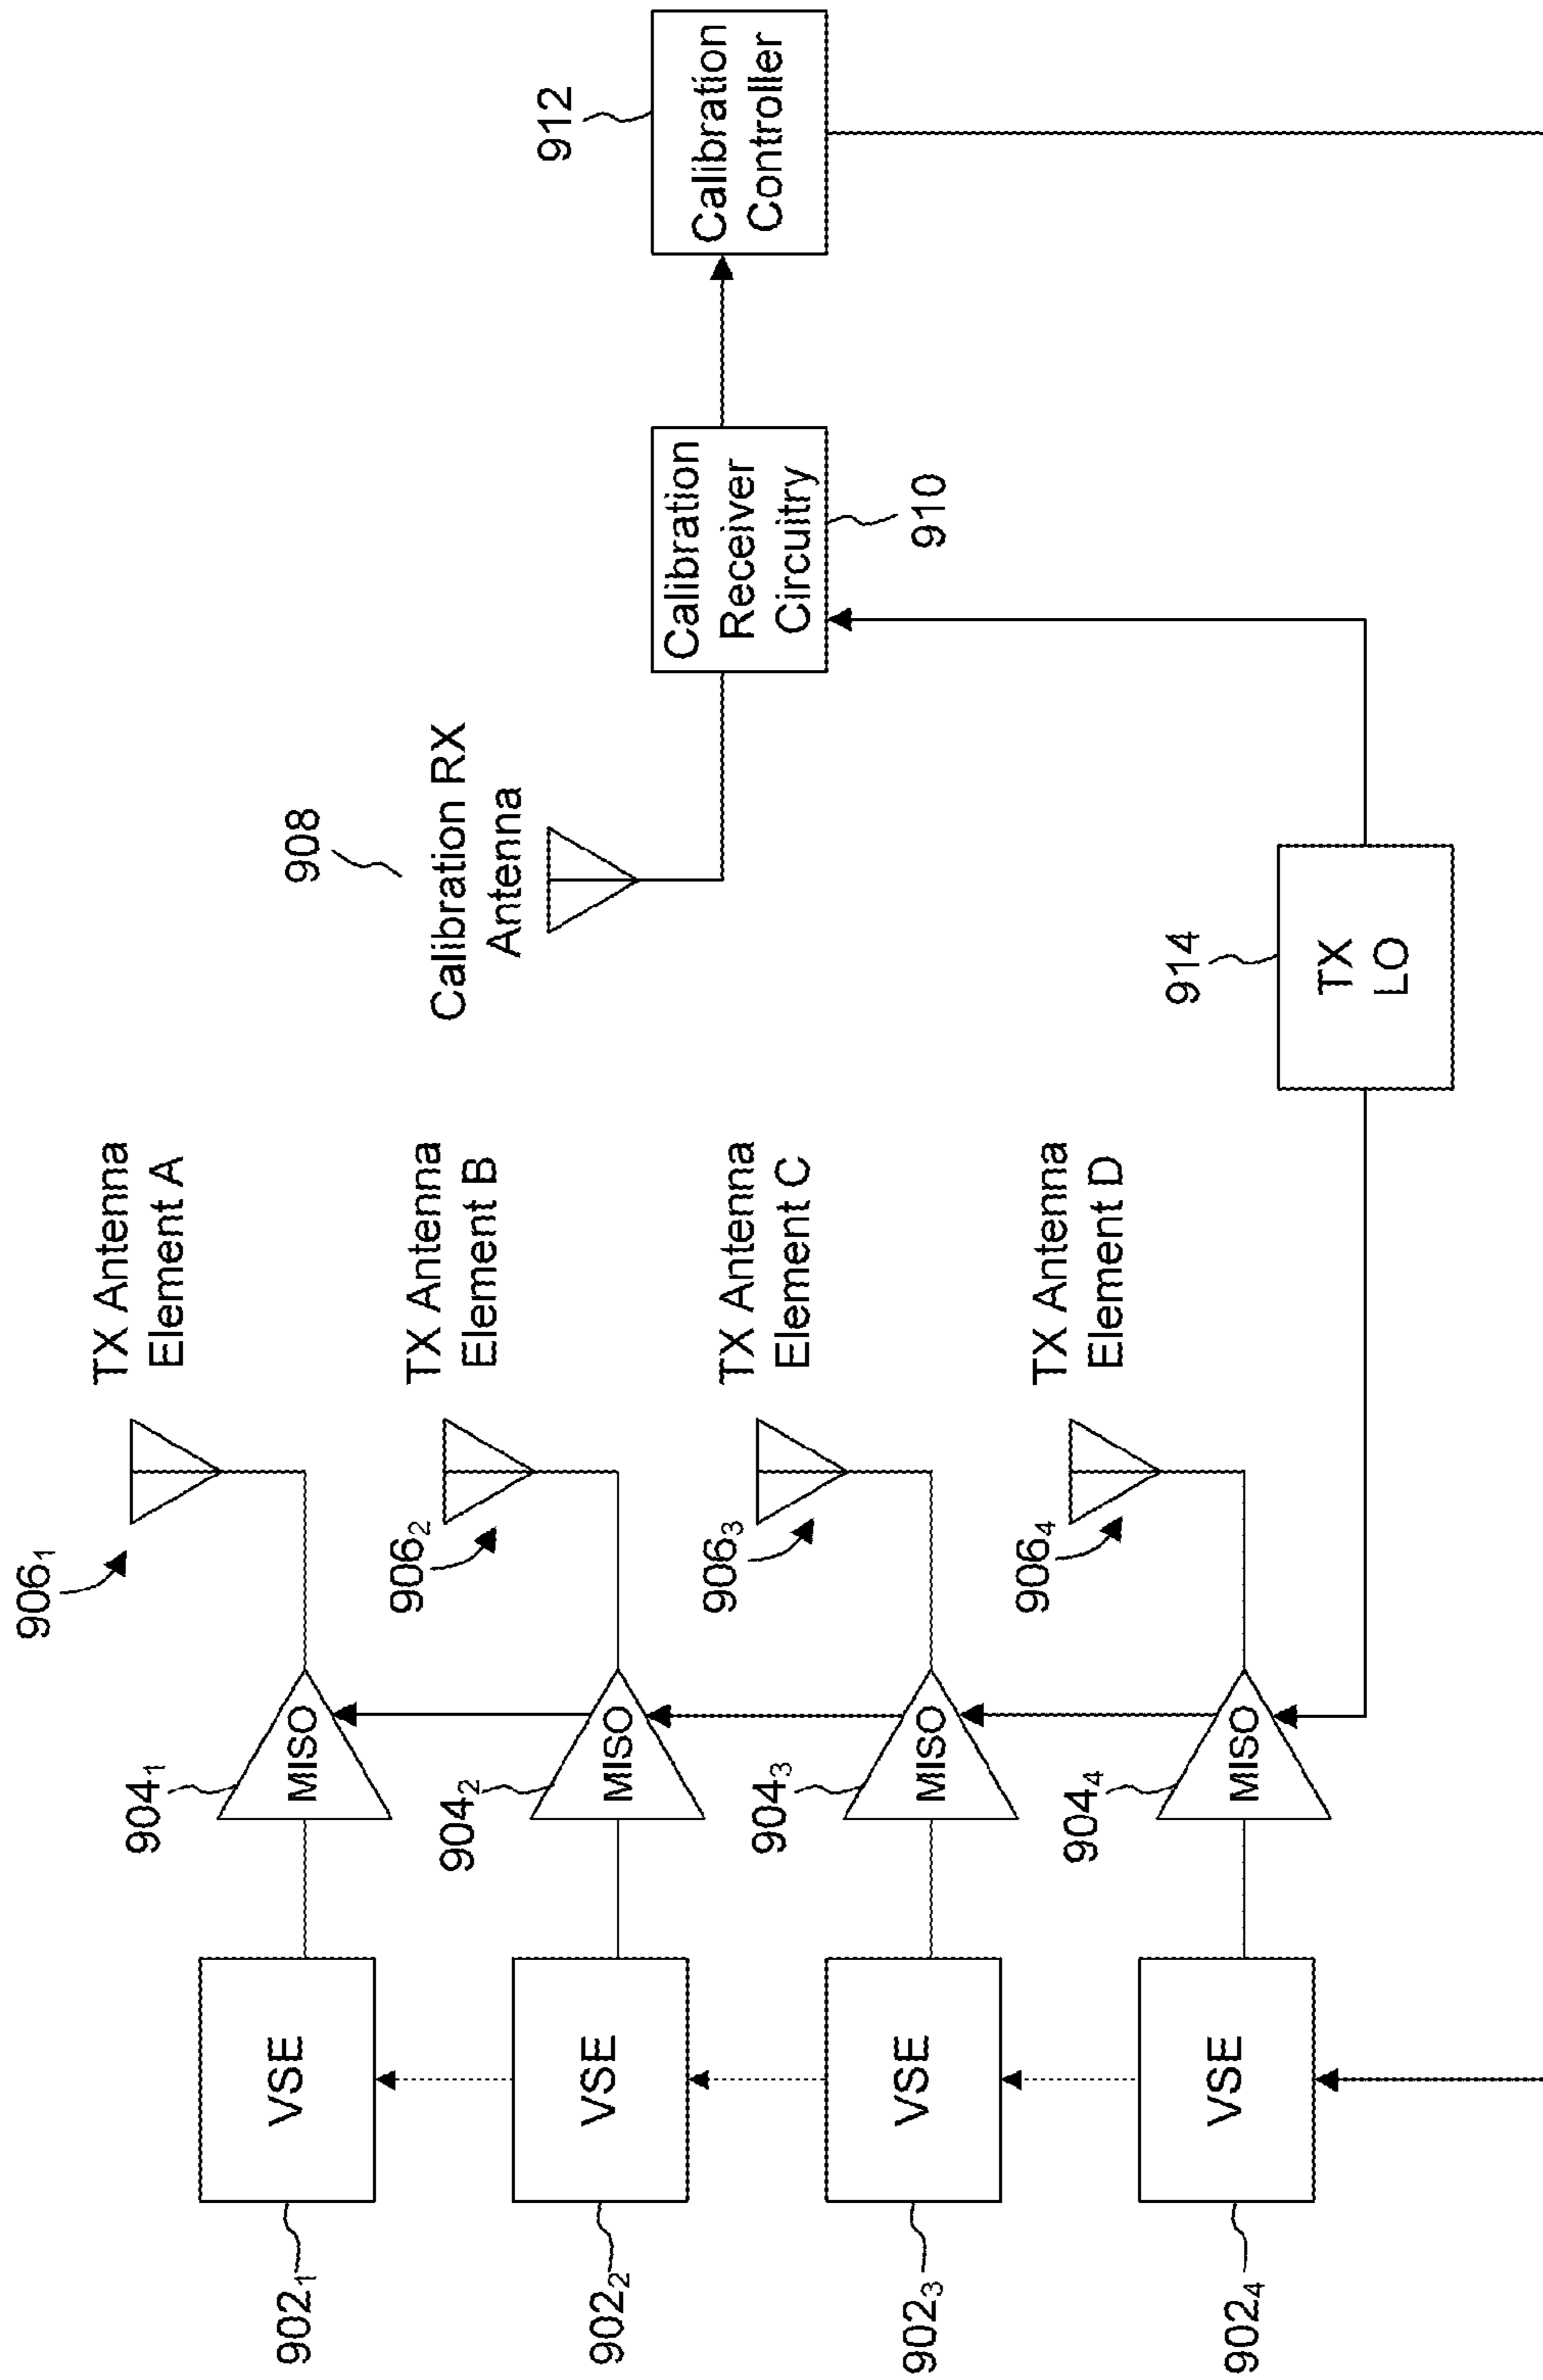 906₁
TX Antenna
Element A
904₁
MISO
VSE
902₁
906₂
TX Antenna
Element B
904₂
MISO
VSE
902₂
906₃
TX Antenna
Element C
904₃
MISO
VSE
902₃
906₄
TX Antenna
Element D
904₄
MISO
VSE
902₄
908
Calibration RX
Antenna
914
TX
LO
Calibration
Receiver
Circuitry
910
912
Calibration
Controller